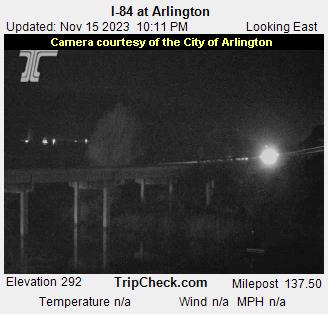 I-84 at Arlington
Updated: Nov 15 2023 10:11 PM Looking East
Camera courtesy of the City of Arlington
Elevation 292 TripCheck.com Milepost 137.50
Temperature n/a Wind n/a MPH n/a